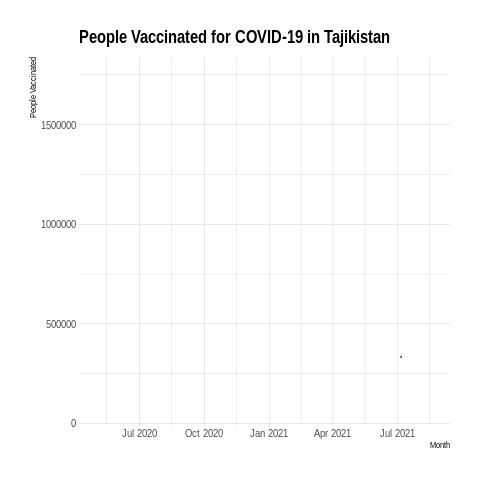 People Vaccinated for COVID-19 in Tajikistan
People Vaccinated
1500000
1000000
500000
0
Jul 2020 Oct 2020 Jan 2021 Apr 2021 Jul 2021
Month